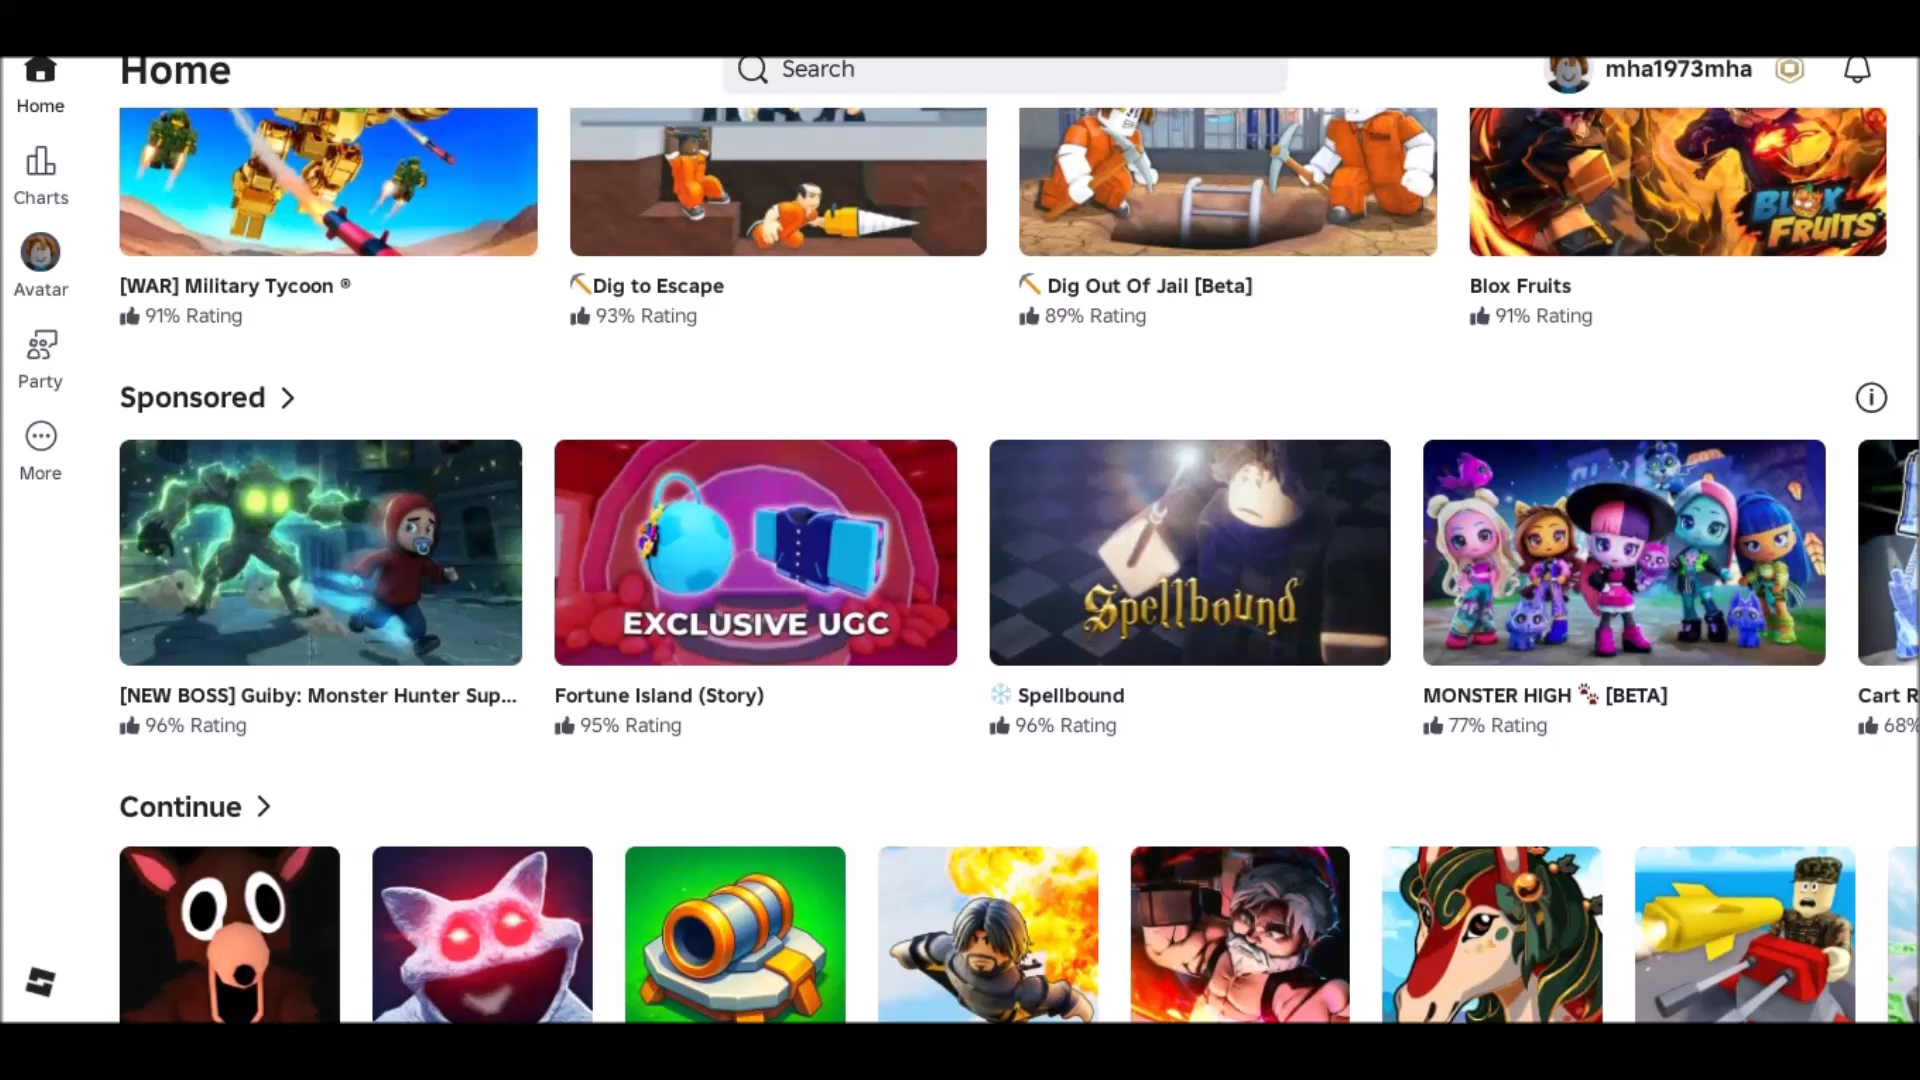 Home
Search
mha1973mha
Home
Charts
Avatar
Party
More
BLOX FRUITS
[WAR] Military Tycoon ®
91% Rating
Dig to Escape
93% Rating
Dig Out Of Jail [Beta]
89% Rating
Blox Fruits
91% Rating
Sponsored
EXCLUSIVE UGC
Spellbound
[NEW BOSS] Guiby: Monster Hunter Sup...
96% Rating
Fortune Island (Story)
95% Rating
Spellbound
96% Rating
MONSTER HIGH [BETA]
77% Rating
Cart R
68%
Continue